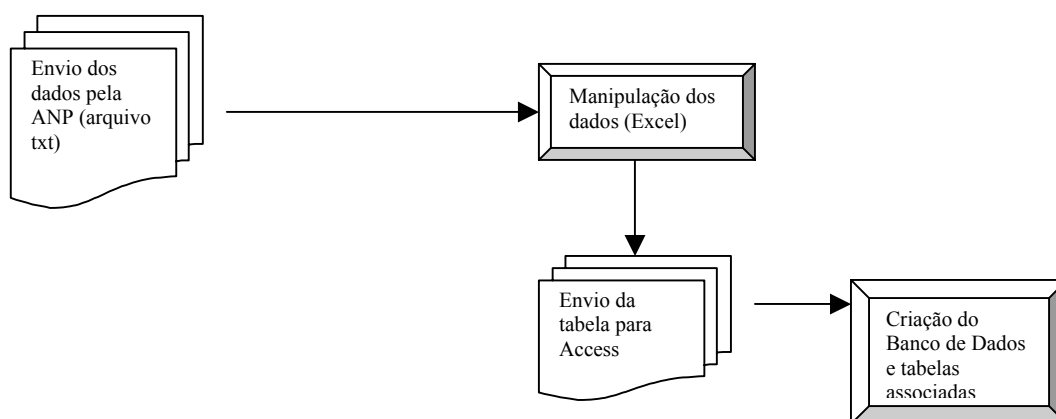 Envio dos
dados pela
ANP (arquivo
txt)
Manipulação dos
dados (Excel)
Envio da
tabela para
Access
Criação do
Banco de Dados
e tabelas
associadas